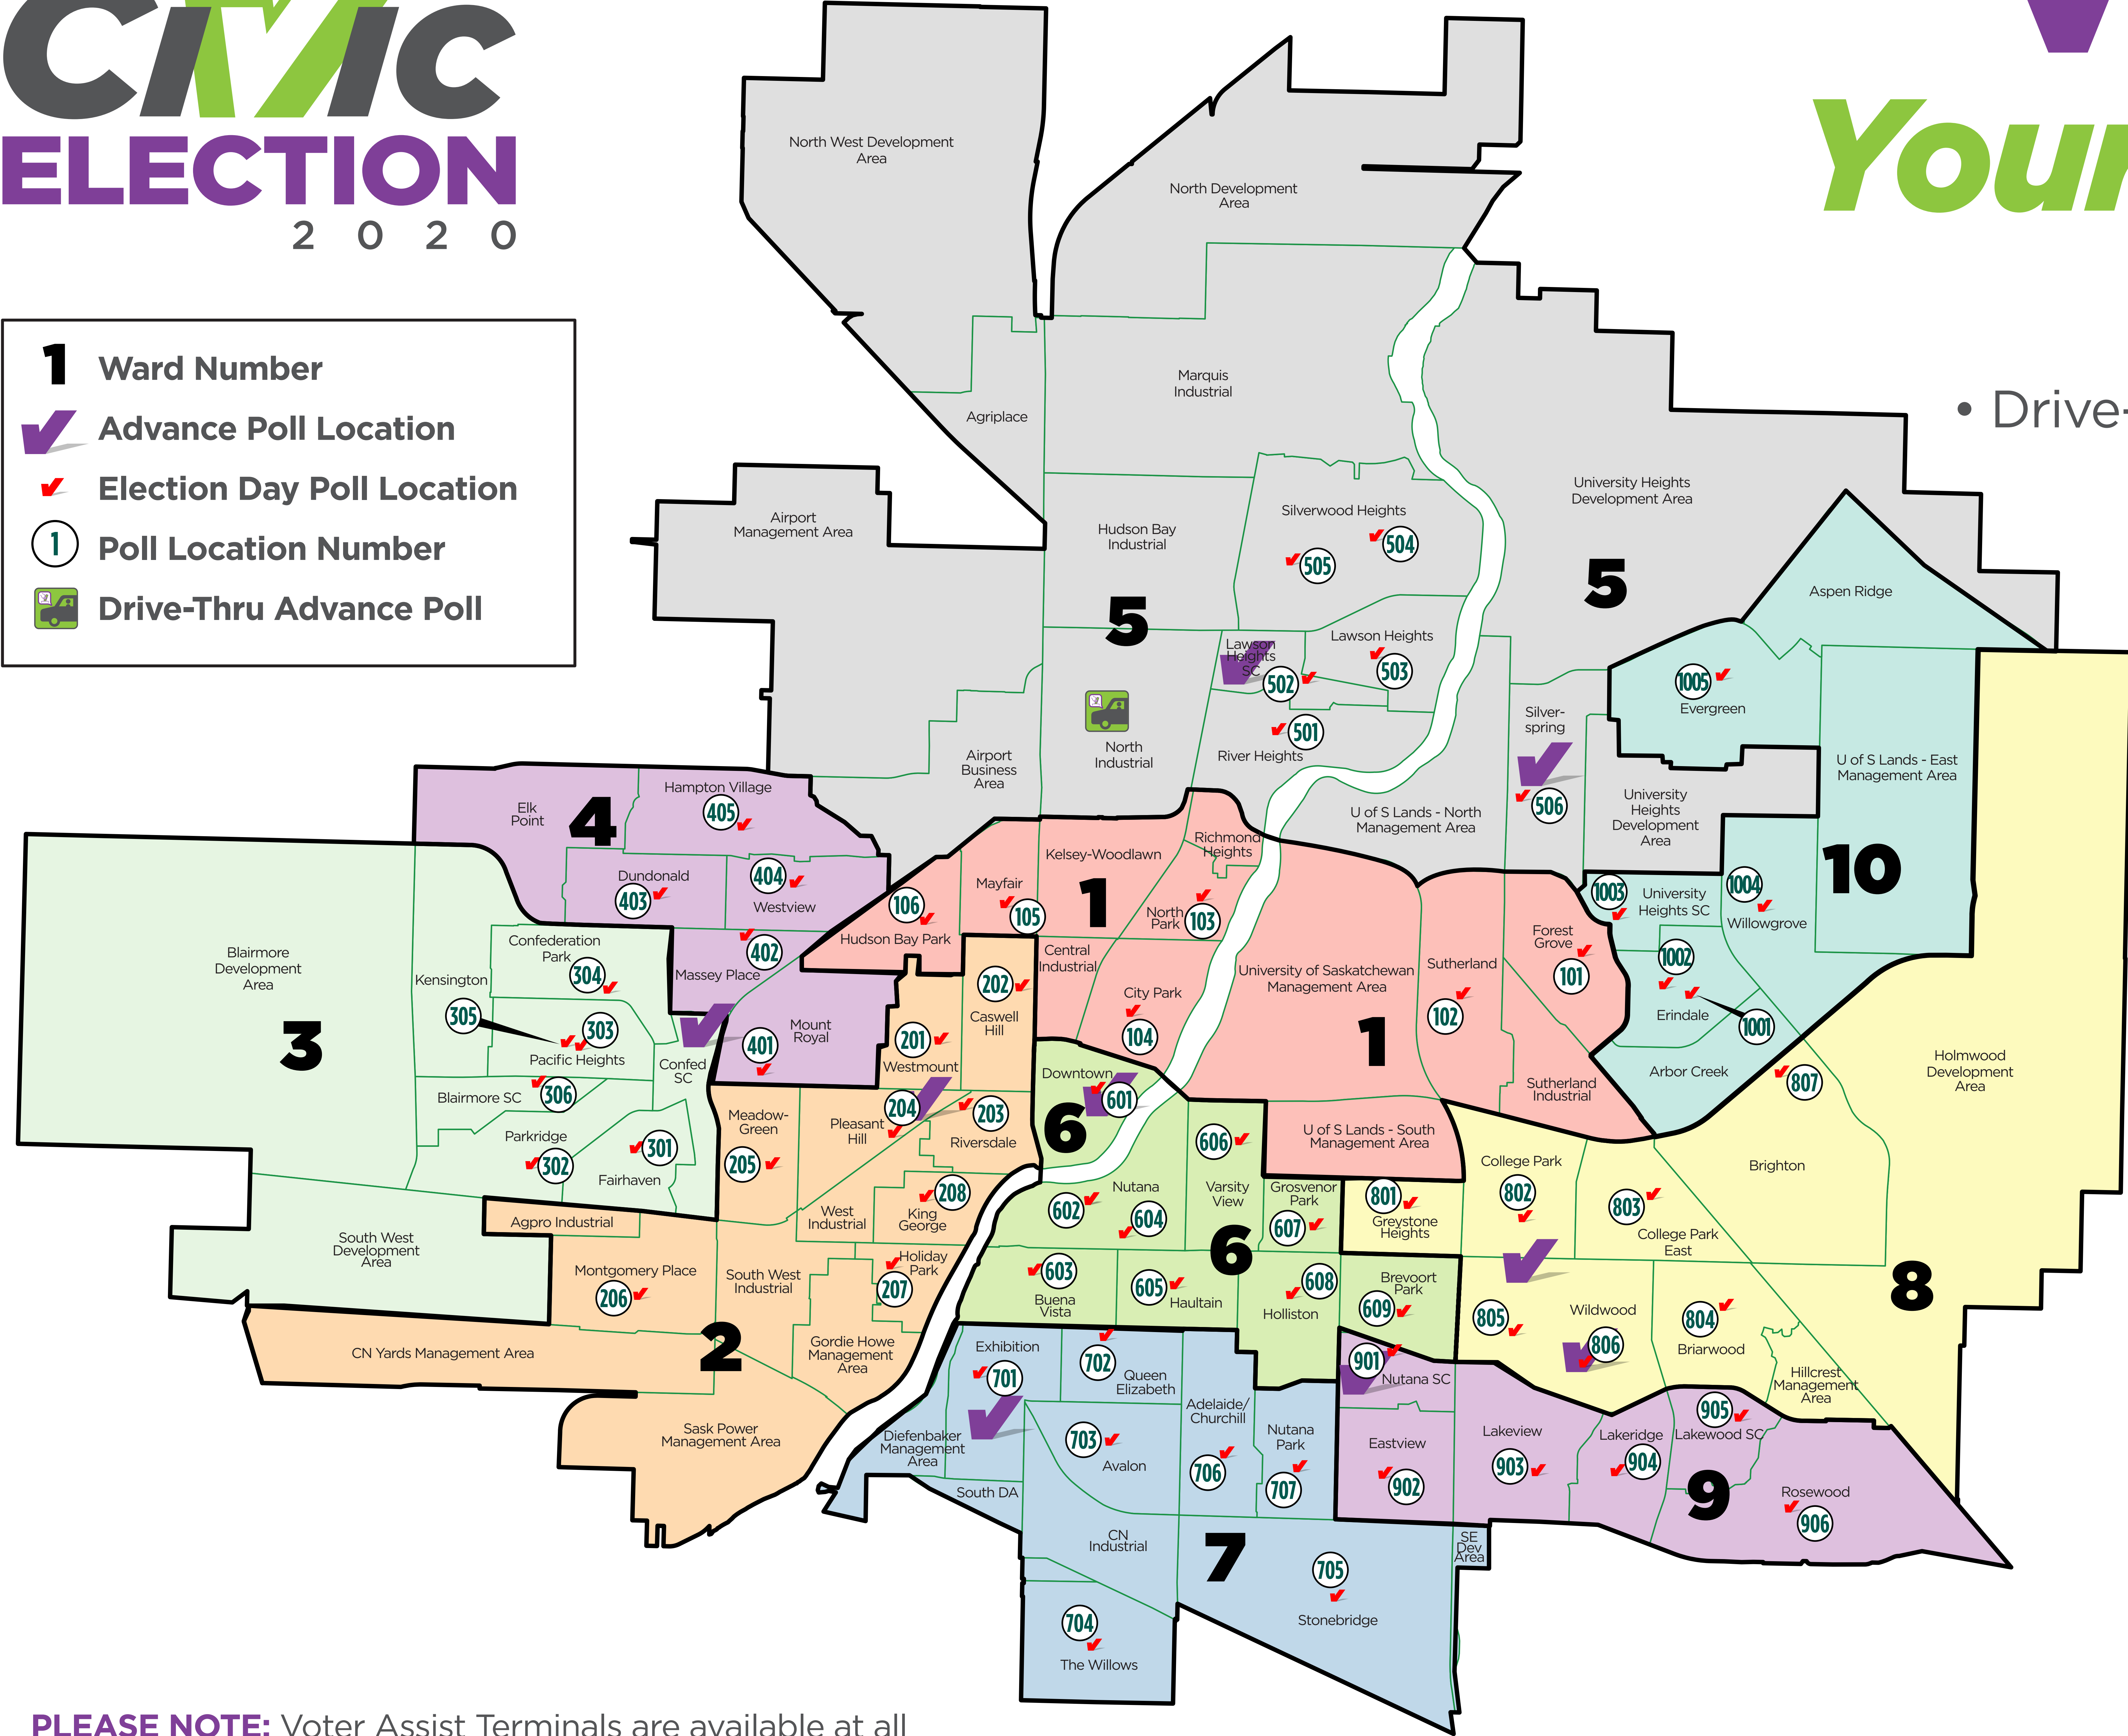 CiVic
ELECTION
2 0 2 0
Your
1 Ward Number
Advance Poll Location
Election Day Poll Location
1 Poll Location Number
Drive-Thru Advance Poll
• Drive-
North West Development
Area
North Development
Area
Marquis
Industrial
Agriplace
University Heights
Development Area
Airport
Management Area
Hudson Bay
Industrial
Silverwood Heights
504
505
5
5
Aspen Ridge
Lawson
Heights
SC
502
Lawson Heights
503
1005
Evergreen
501
River Heights
North
Industrial
Airport
Business
Area
Silver-
spring
506
U of S Lands - East
Management Area
University
Heights
Development
Area
U of S Lands - North
Management Area
Elk
Point
4
Hampton Village
405
Dundonald
403
404
Westview
402
Massey Place
Mount
Royal
401
Kelsey-Woodlawn
Richmond
Heights
Mayfair
105
1
106
Hudson Bay Park
North
Park
103
Central
Industrial
City Park
104
University of Saskatchewan
Management Area
1
Sutherland
102
Forest
Grove
101
Sutherland
Industrial
U of S Lands - South
Management Area
10
1003
University
Heights SC
1004
Willowgrove
1002
Erindale
1001
Arbor Creek
Blairmore
Development
Area
3
Confederation
Park
304
Kensington
305
303
Pacific Heights
Confed
SC
Blairmore SC
306
Parkridge
302
301
Fairhaven
South West
Development
Area
202
Caswell
Hill
201
Westmount
204
Pleasant
Hill
203
Riversdale
Meadow-
Green
205
208
King
George
West
Industrial
Agpro Industrial
Montgomery Place
206
South West
Industrial
Holiday
Park
207
2
Gordie Howe
Management
Area
CN Yards Management Area
Sask Power
Management Area
Downtown
601
6
606
Varsity
View
Nutana
602
604
Grosvenor
Park
607
6
603
Buena
Vista
605
Haultain
608
Holliston
Brevoort
Park
609
807
Holmwood
Development
Area
College Park
802
Brighton
801
Greystone
Heights
803
College Park
East
8
805
Wildwood
806
804
Briarwood
Hillcrest
Management
Area
Exhibition
701
702
Queen
Elizabeth
Adelaide/
Churchill
706
Nutana
Park
707
703
Avalon
Diefenbaker
Management
Area
South DA
CN
Industrial
7
705
Stonebridge
SE
Dev
Area
704
The Willows
901
Nutana SC
Eastview
902
Lakeview
903
Lakeridge
904
905
Lakewood SC
9
Rosewood
906
PLEASE NOTE: Voter Assist Terminals are available at all